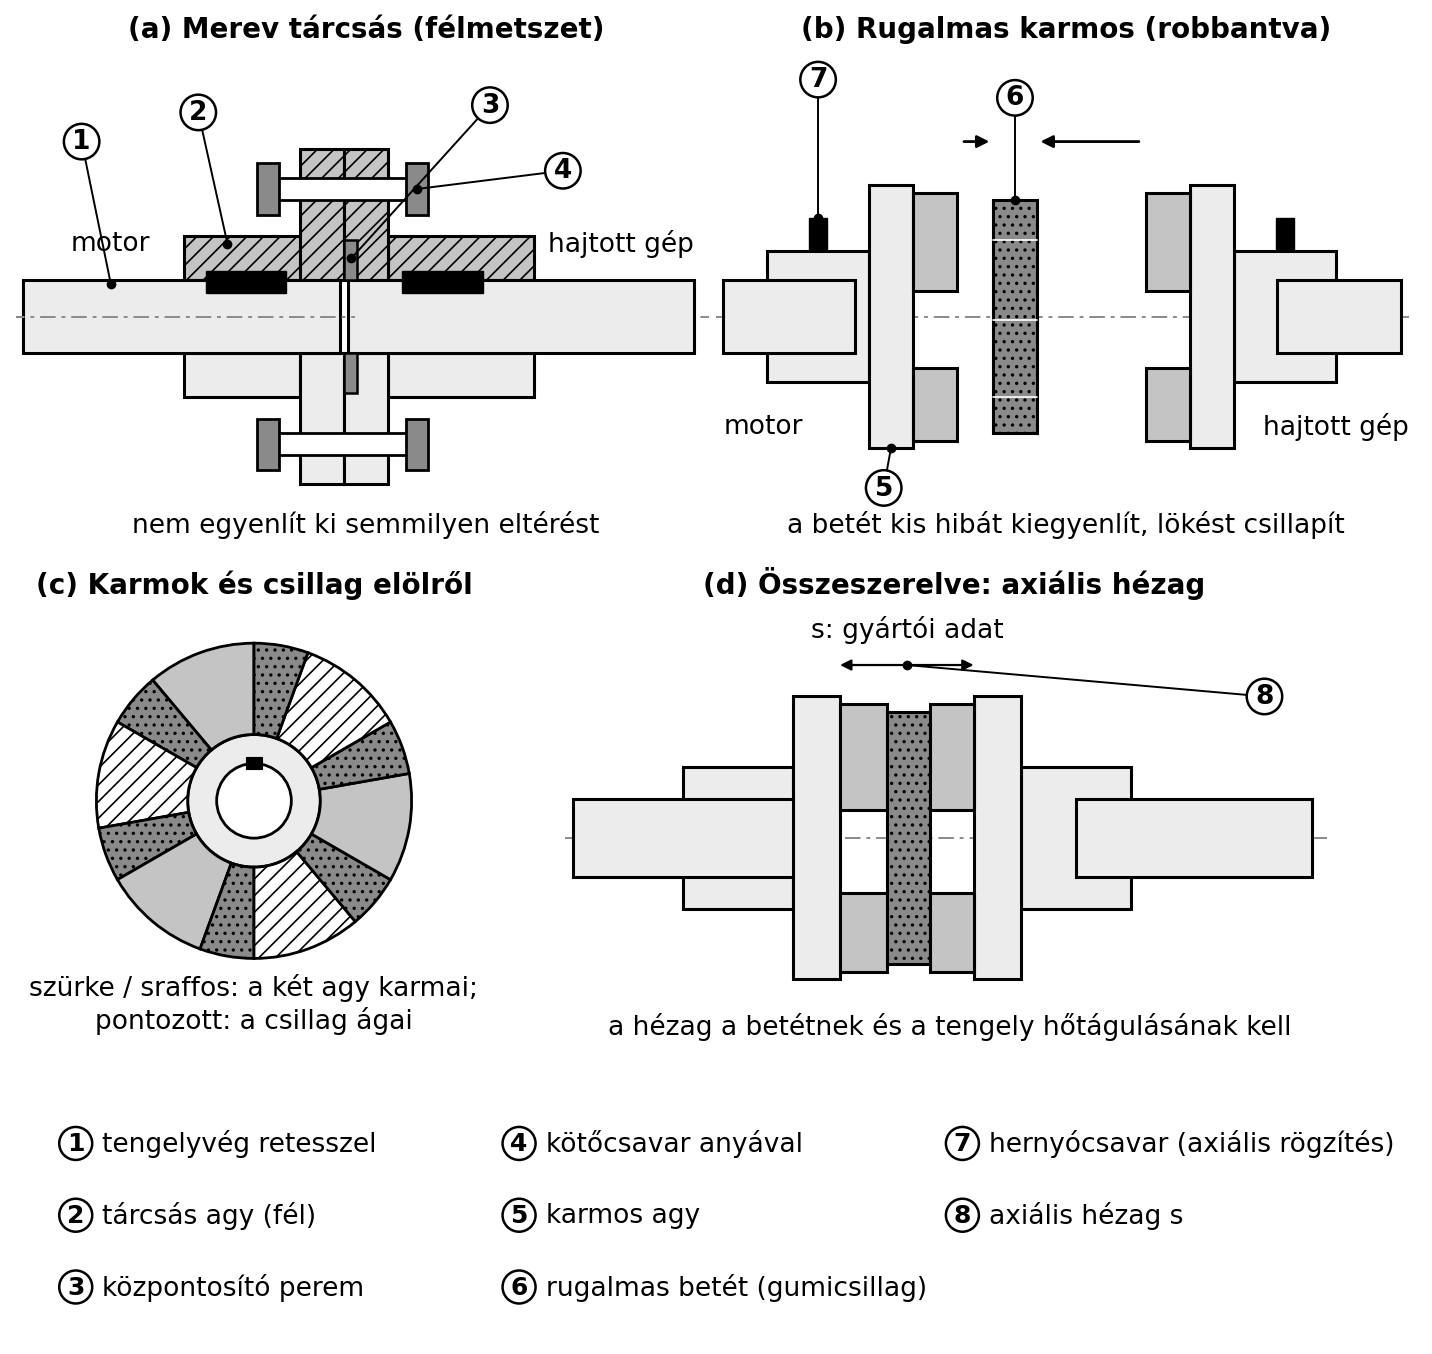 (a) Merev tárcsás (félmetszet)
(b) Rugalmas karmos (robbantva)
7
6
2
3
1
4
motor
hajtott gép
motor
hajtott gép
5
nem egyenlít ki semmilyen eltérést
a betét kis hibát kiegyenlít, lökést csillapít
(c) Karmok és csillag elölről
(d) Összeszerelve: axiális hézag
s: gyártói adat
8
szürke / sraffos: a két agy karmai;
pontozott: a csillag ágai
a hézag a betétnek és a tengely hőtágulásának kell
1 tengelyvég retesszel
2 tárcsás agy (fél)
3 központosító perem
4 kötőcsavar anyával
5 karmos agy
6 rugalmas betét (gumicsillag)
7 hernyócsavar (axiális rögzítés)
8 axiális hézag s